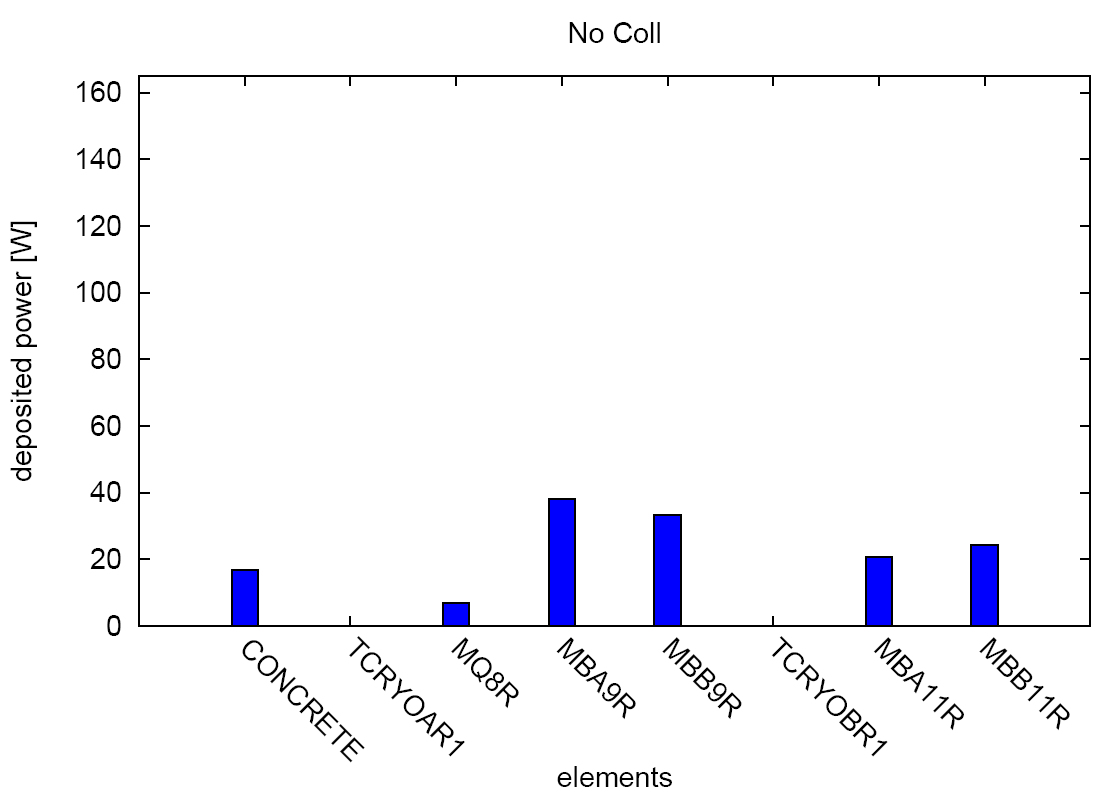 No Coll
160
140
120
100
80
60
40
20
0
deposited power [W]
CONCRETE
TCRYOAR1
MQ8R
MBA9R
MBB9R
TCRYOBR1
MBA11R
MBB11R
elements